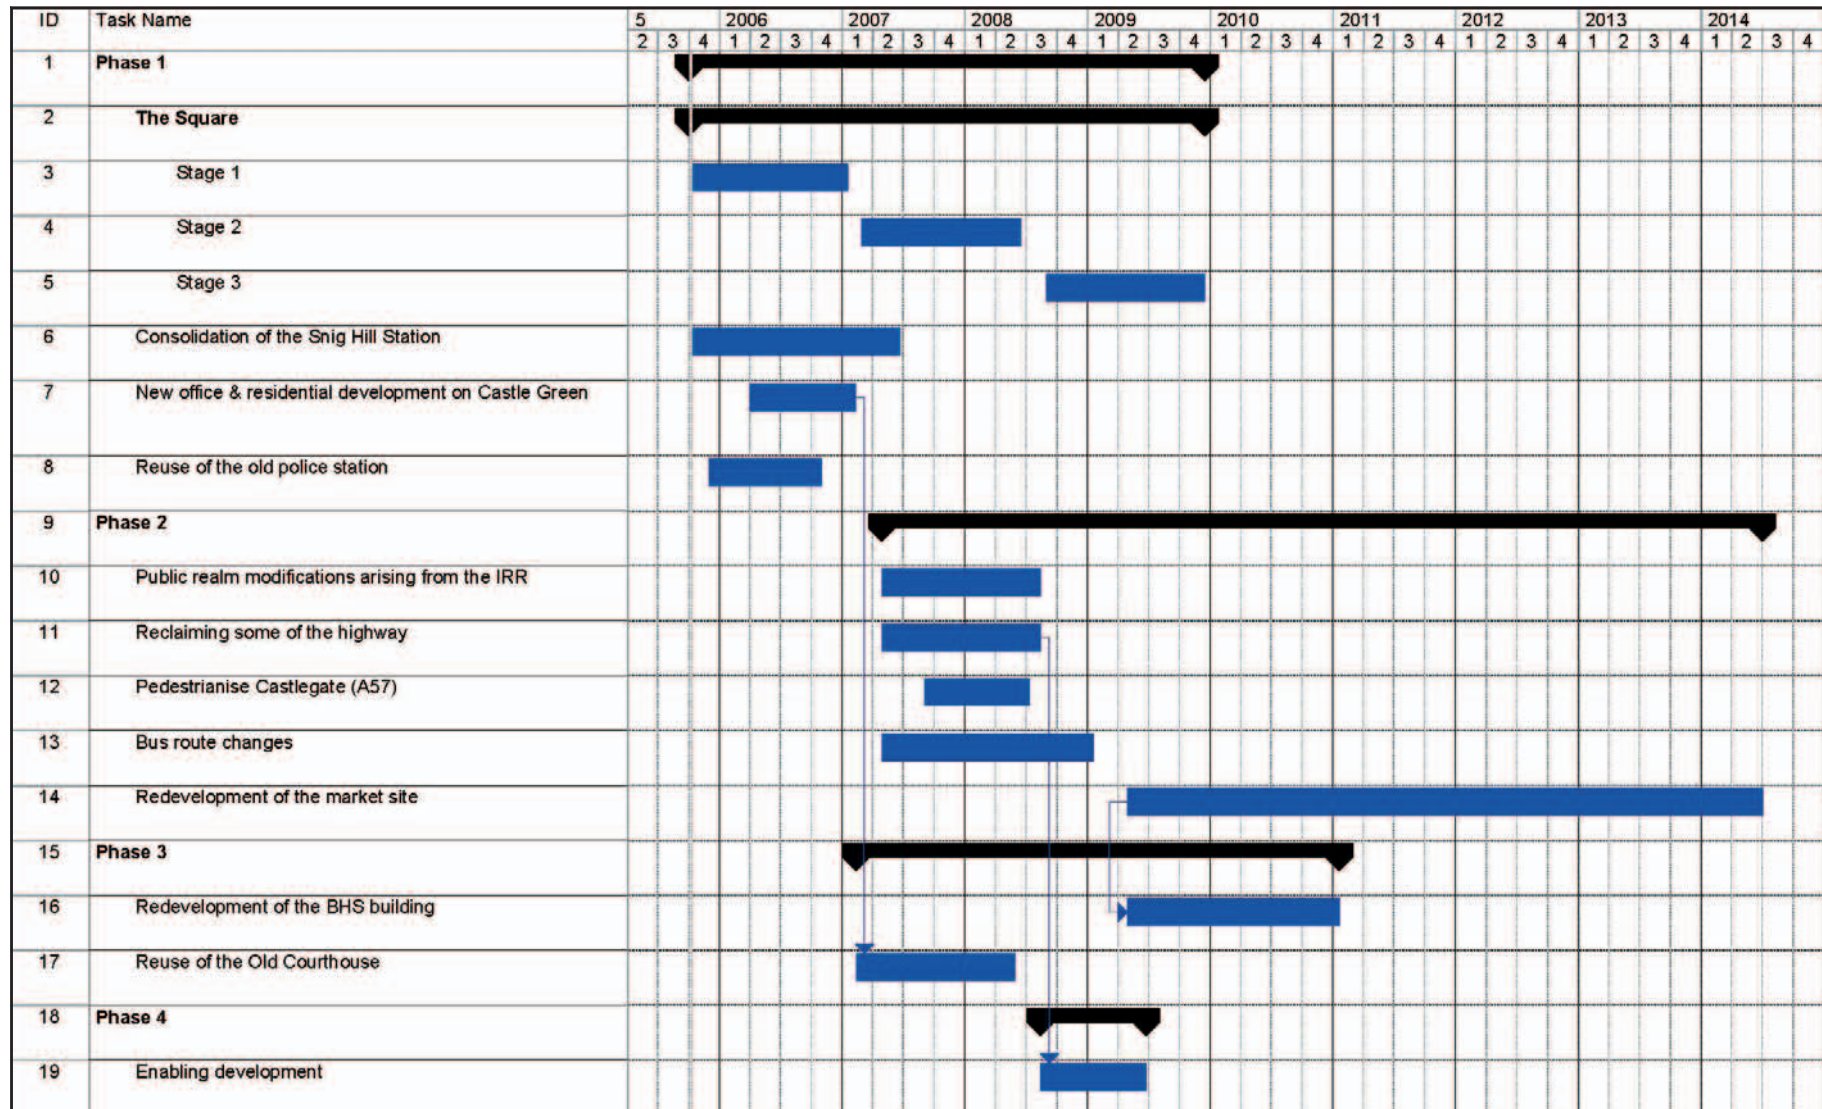 ID Task Name 5 2006 2007 2008 2009 2010 2011 2012 2013 2014
2 3 4 1 2 3 4 1 2 3 4 1 2 3 4 1 2 3 4 1 2 3 4 1 2 3 4 1 2 3 4 1 2 3 4 1 2 3 4
1 Phase 1
2 The Square
3 Stage 1
4 Stage 2
5 Stage 3
6 Consolidation of the Snig Hill Station
7 New office & residential development on Castle Green
8 Reuse of the old police station
9 Phase 2
10 Public realm modifications arising from the IRR
11 Reclaiming some of the highway
12 Pedestrianise Castlegate (A57)
13 Bus route changes
14 Redevelopment of the market site
15 Phase 3
16 Redevelopment of the BHS building
17 Reuse of the Old Courthouse
18 Phase 4
19 Enabling development